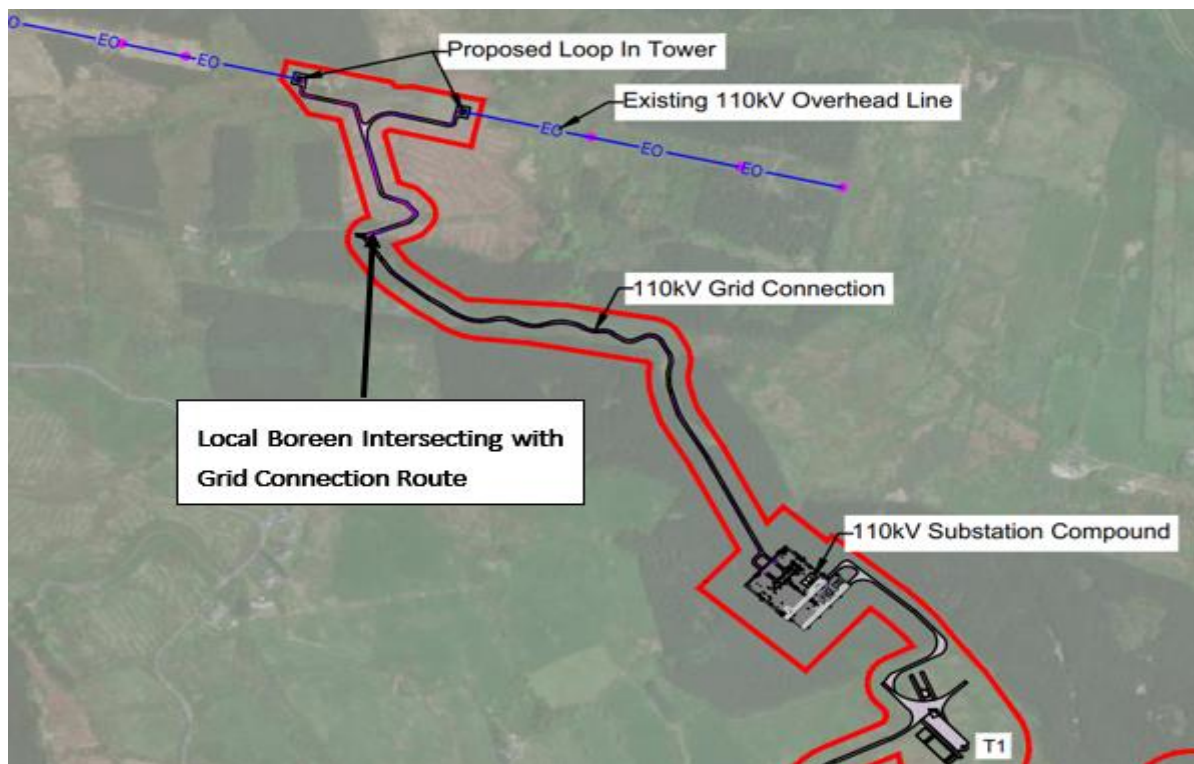 EO
EO
EO
Proposed Loop In Tower
Existing 110kV Overhead Line
EO
EO
EO
110kV Grid Connection
Local Boreen Intersecting with
Grid Connection Route
110kV Substation Compound
T1